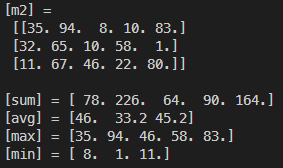 [m2] =
[[35. 94. 8. 10. 83.]
[32. 65. 10. 58. 1.]
[11. 67. 46. 22. 80.]]
[sum] = [ 78. 226. 64. 90. 164.]
[avg] = [46. 33.2 45.2]
[max] = [35. 94. 46. 58. 83.]
[min] = [ 8. 1. 11.]